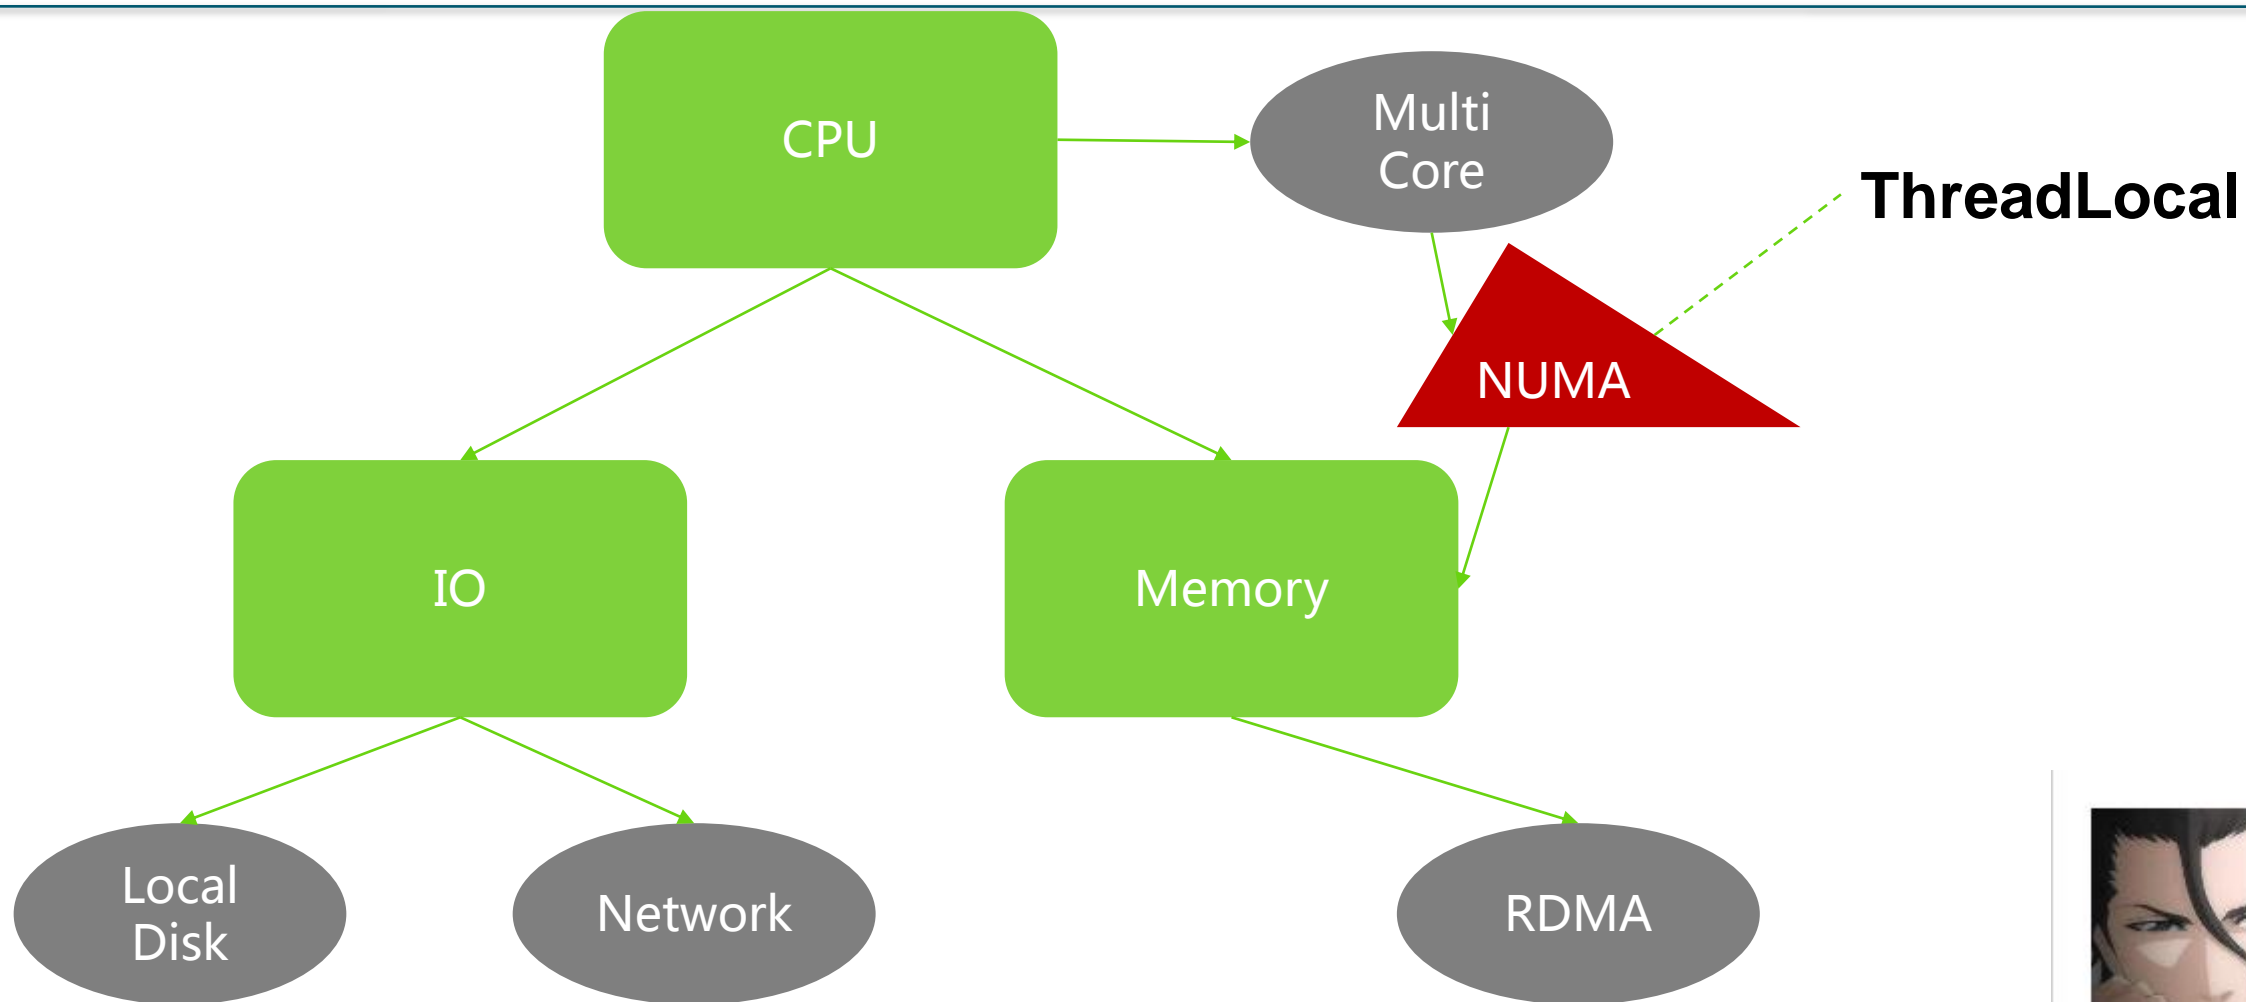 CPU
Multi
Core
ThreadLocal
NUMA
IO
Memory
Local
Disk
Network
RDMA